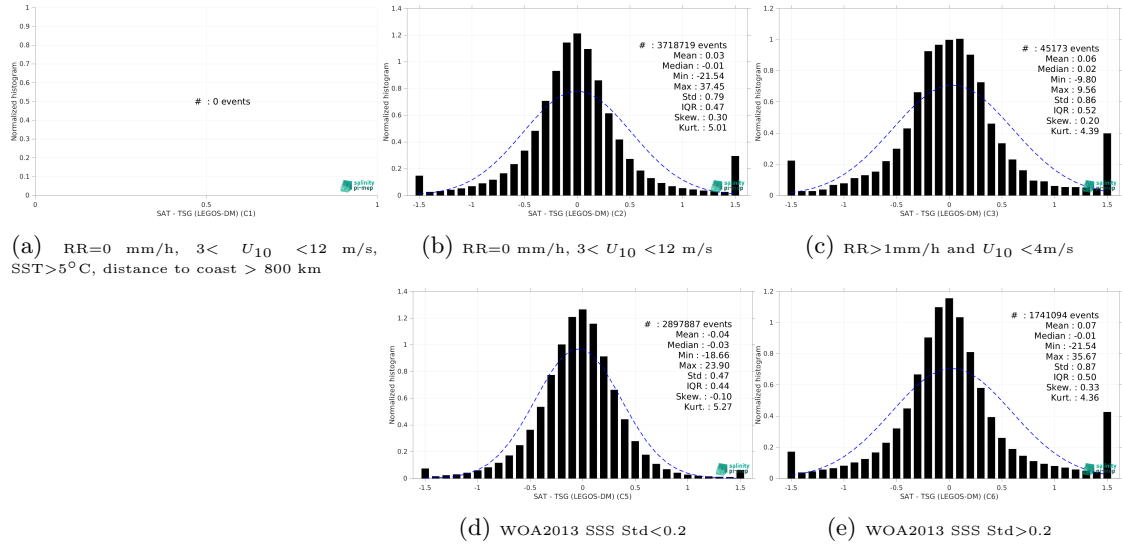 1
0.9
0.8
0.7
0.6
0.5
0.4
0.3
0.2
0.1
0
Normalized histogram
# : 0 events
salinity
pi-mep
0 0.5 1
SAT - TSG (LEGOS-DM) (C1)
(a) RR=0 mm/h, 3< U10 <12 m/s,
SST>5°C, distance to coast > 800 km
1.4
1.2
1
0.8
0.6
0.4
0.2
0
Normalized histogram
# : 3718719 events
Mean : 0.03
Median : -0.01
Min : -21.54
Max : 37.45
Std : 0.79
IQR : 0.47
Skew. : 0.30
Kurt. : 5.01
salinity
pi-mep
-1.5 -1 -0.5 0 0.5 1 1.5
SAT - TSG (LEGOS-DM) (C2)
(b) RR=0 mm/h, 3< U10 <12 m/s
1.2
1
0.8
0.6
0.4
0.2
0
Normalized histogram
# : 45173 events
Mean : 0.06
Median : 0.02
Min : -9.80
Max : 9.56
Std : 0.86
IQR : 0.52
Skew. : 0.20
Kurt. : 4.39
salinity
pi-mep
-1.5 -1 -0.5 0 0.5 1 1.5
SAT - TSG (LEGOS-DM) (C3)
(c) RR>1mm/h and U10 <4m/s
1.4
1.2
1
0.8
0.6
0.4
0.2
0
Normalized histogram
# : 2897887 events
Mean : -0.04
Median : -0.03
Min : -18.66
Max : 23.90
Std : 0.47
IQR : 0.44
Skew. : -0.10
Kurt. : 5.27
salinity
pi-mep
-1.5 -1 -0.5 0 0.5 1 1.5
SAT - TSG (LEGOS-DM) (C5)
(d) WOA2013 SSS Std<0.2
1.2
1
0.8
0.6
0.4
0.2
0
Normalized histogram
# : 1741094 events
Mean : 0.07
Median : -0.01
Min : -21.54
Max : 35.67
Std : 0.87
IQR : 0.50
Skew. : 0.33
Kurt. : 4.36
salinity
pi-mep
-1.5 -1 -0.5 0 0.5 1 1.5
SAT - TSG (LEGOS-DM) (C6)
(e) WOA2013 SSS Std>0.2